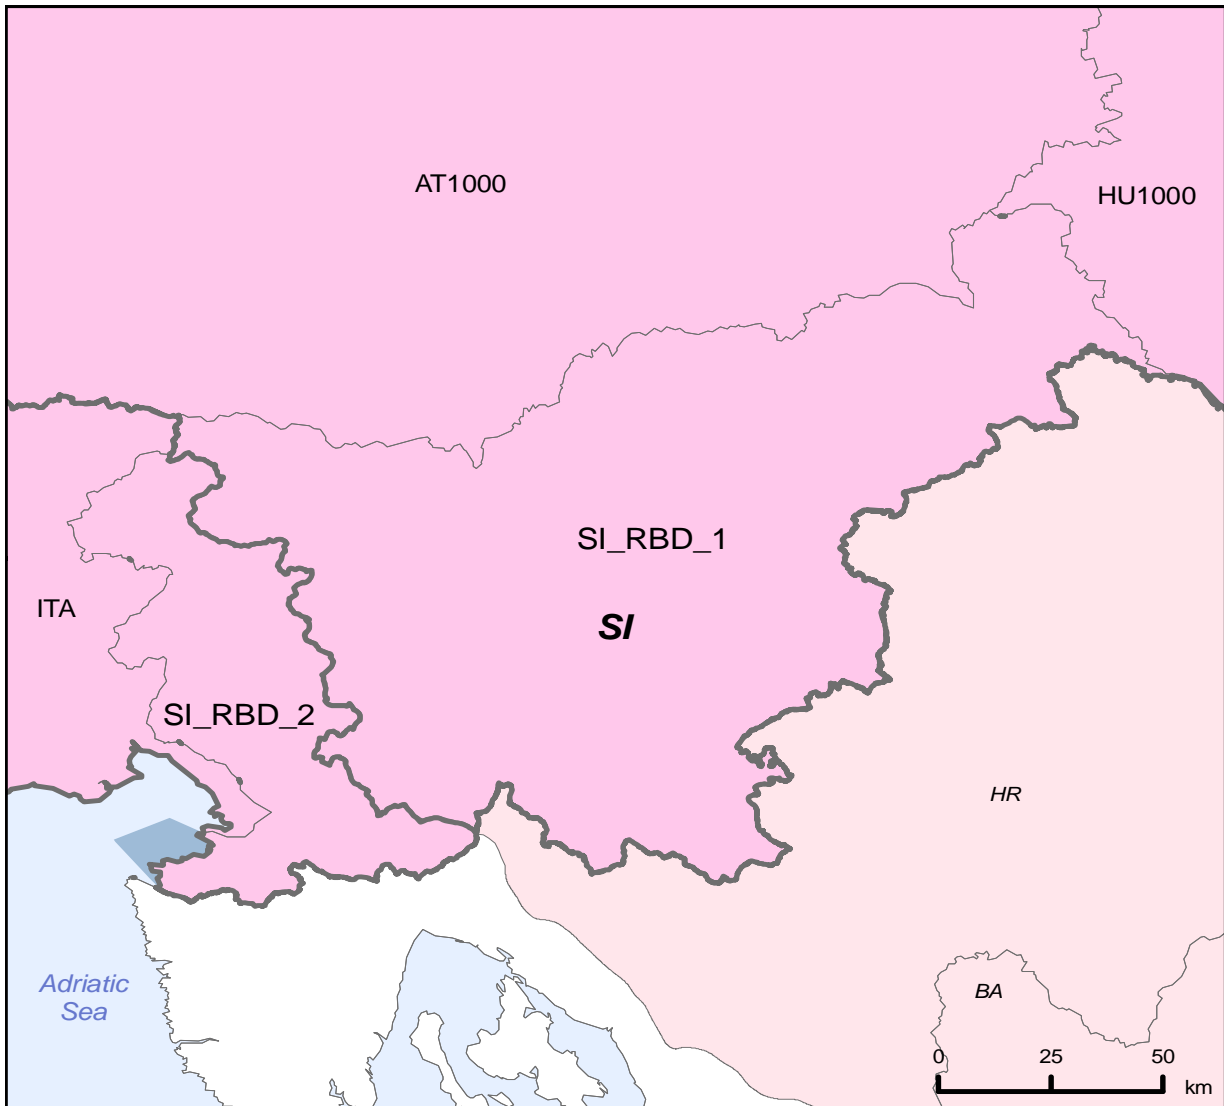 AT1000
HU1000
SI_RBD_1
ITA
SI
SI_RBD_2
HR
Adriatic
Sea
BA
0 25 50
km